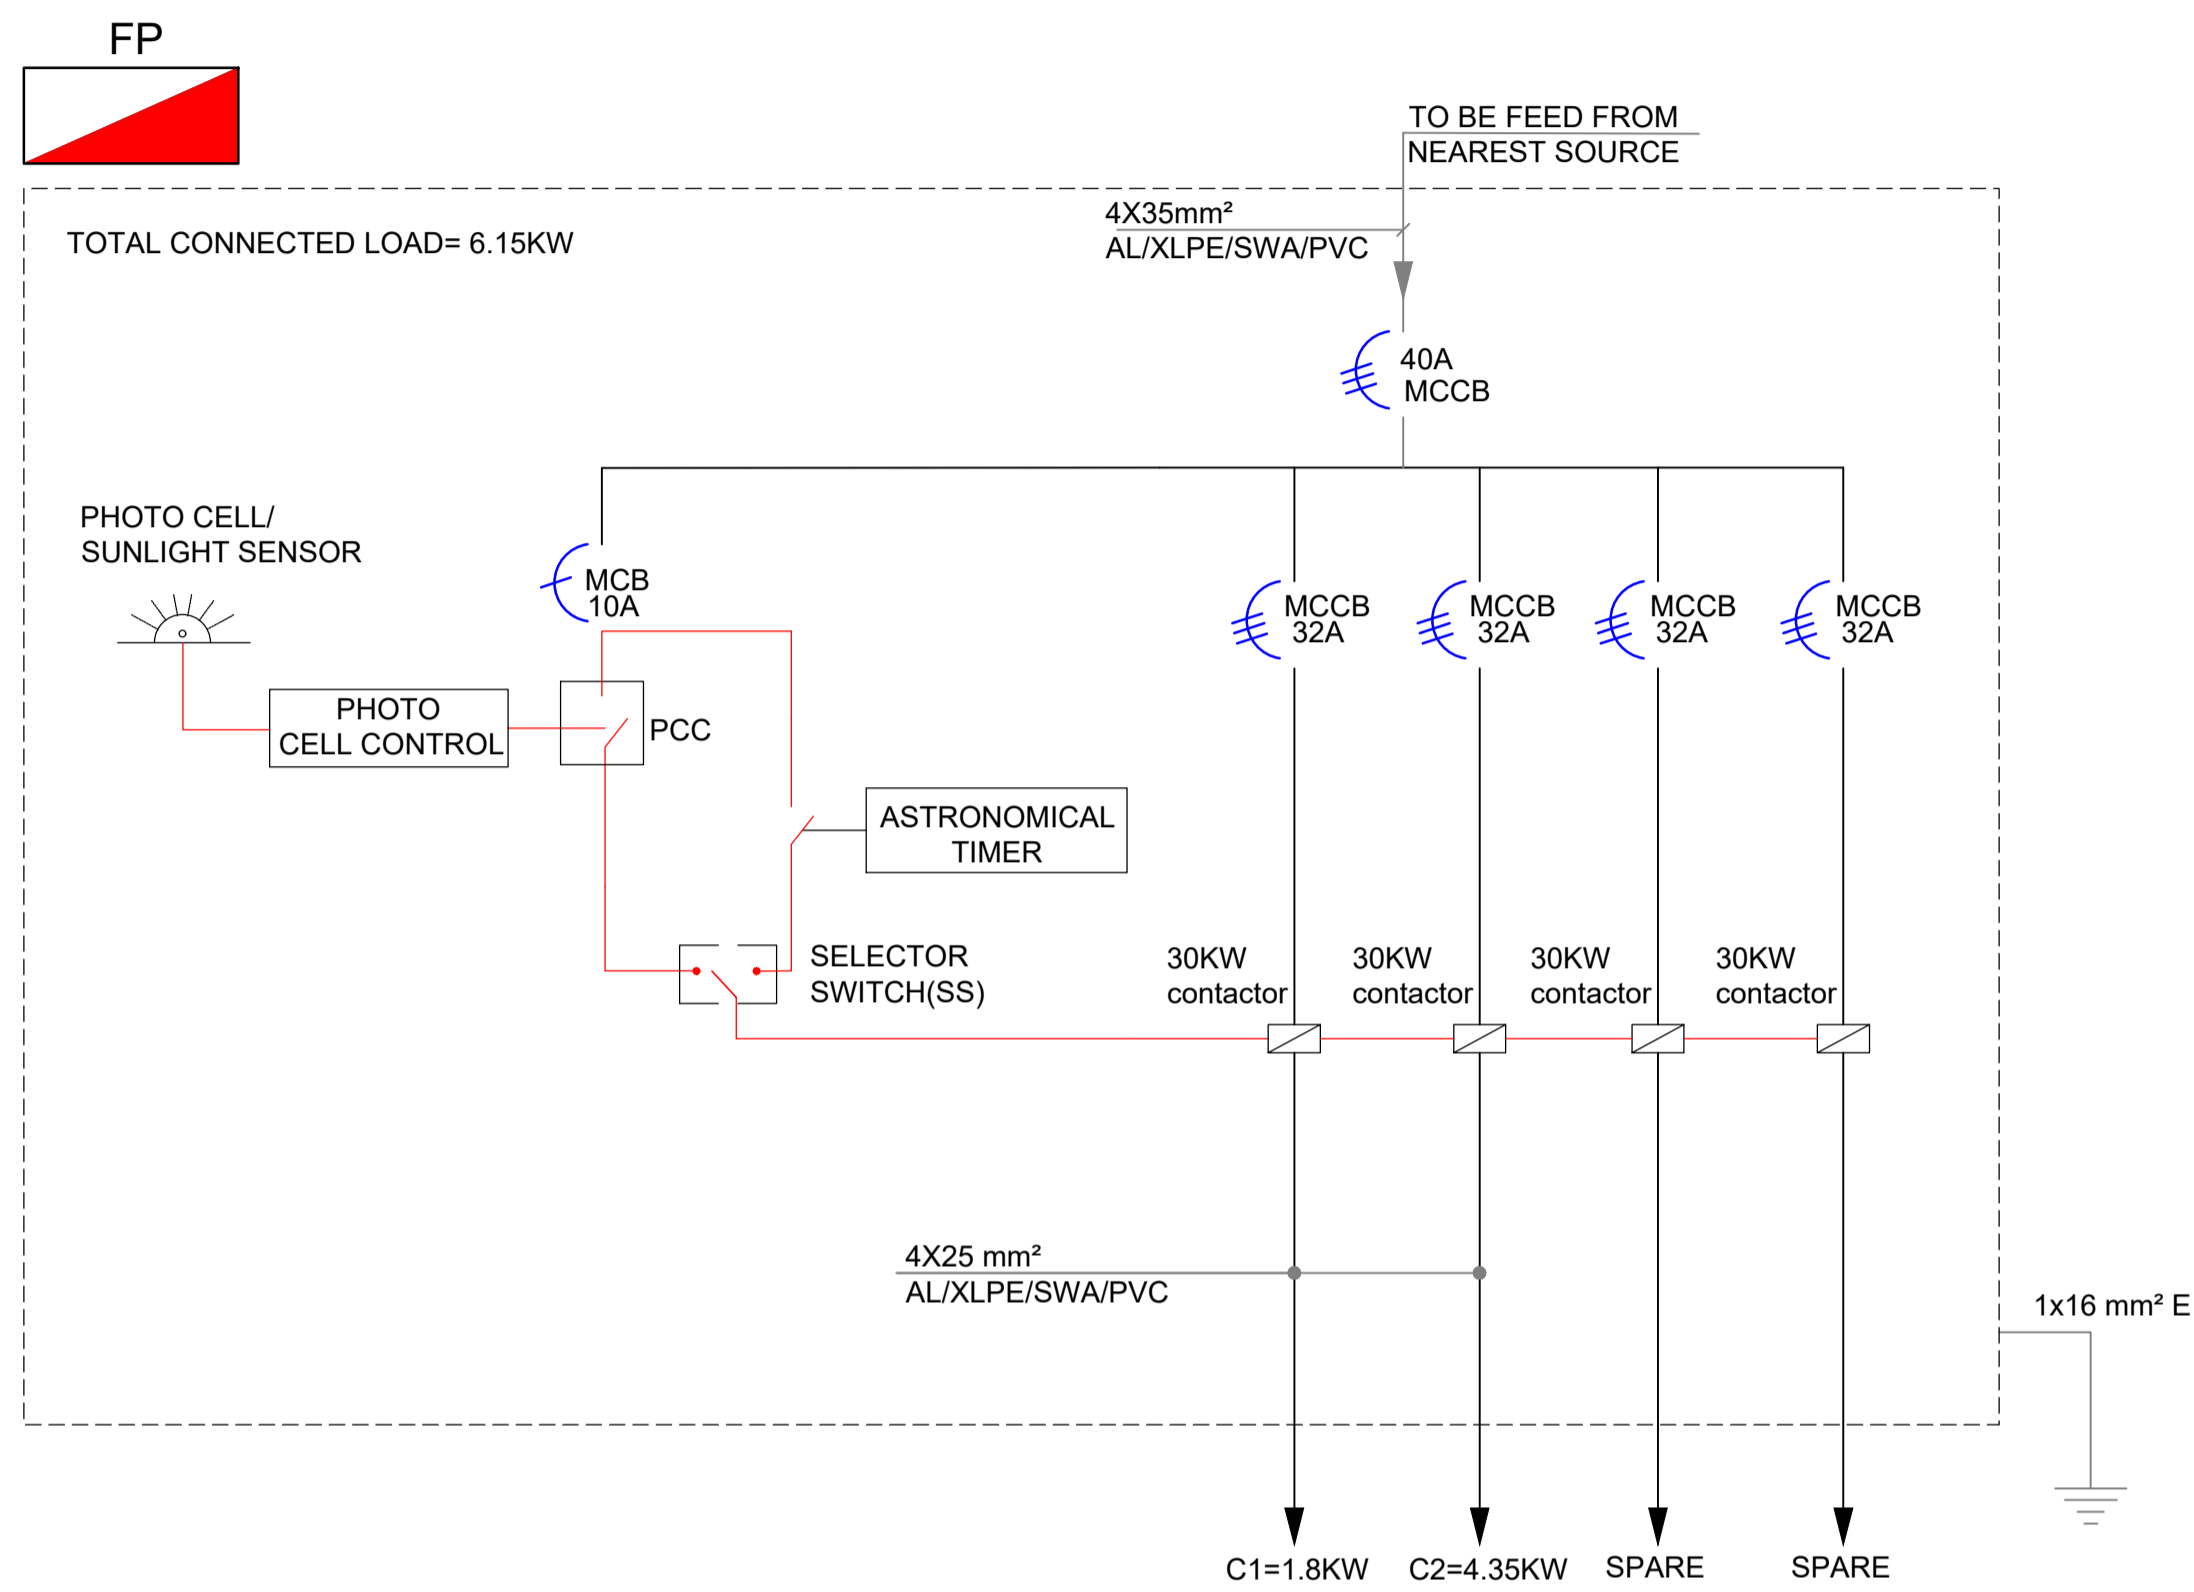 FP
TO BE FEED FROM
NEAREST SOURCE
4X35mm²
AL/XLPE/SWA/PVC
TOTAL CONNECTED LOAD= 6.15KW
40A
MCCB
PHOTO CELL/
SUNLIGHT SENSOR
MCB
10A
MCCB
32A
MCCB
32A
MCCB
32A
MCCB
32A
PHOTO
CELL CONTROL
PCC
ASTRONOMICAL
TIMER
SELECTOR
SWITCH(SS)
30KW
contactor
30KW
contactor
30KW
contactor
30KW
contactor
4X25 mm²
AL/XLPE/SWA/PVC
1x16 mm² E
C1=1.8KW
C2=4.35KW
SPARE
SPARE